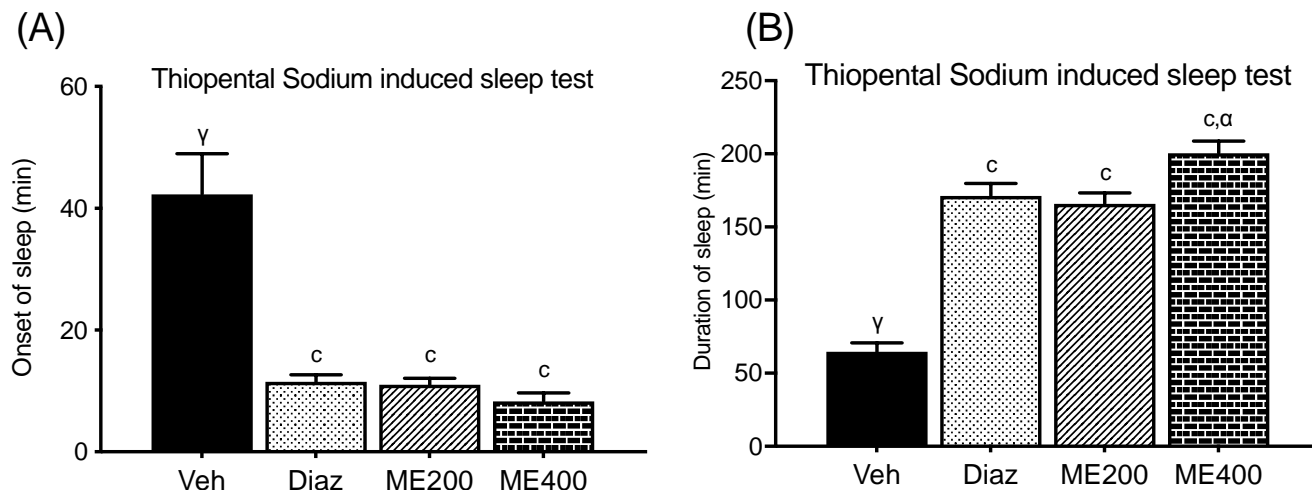 (A)
Thiopental Sodium induced sleep test
Onset of sleep (min)
60
40
20
0
γ
c
c
c
Veh
Diaz
ME200
ME400
(B)
Thiopental Sodium induced sleep test
Duration of sleep (min)
250
200
150
100
50
0
γ
c
c
c,α
Veh
Diaz
ME200
ME400